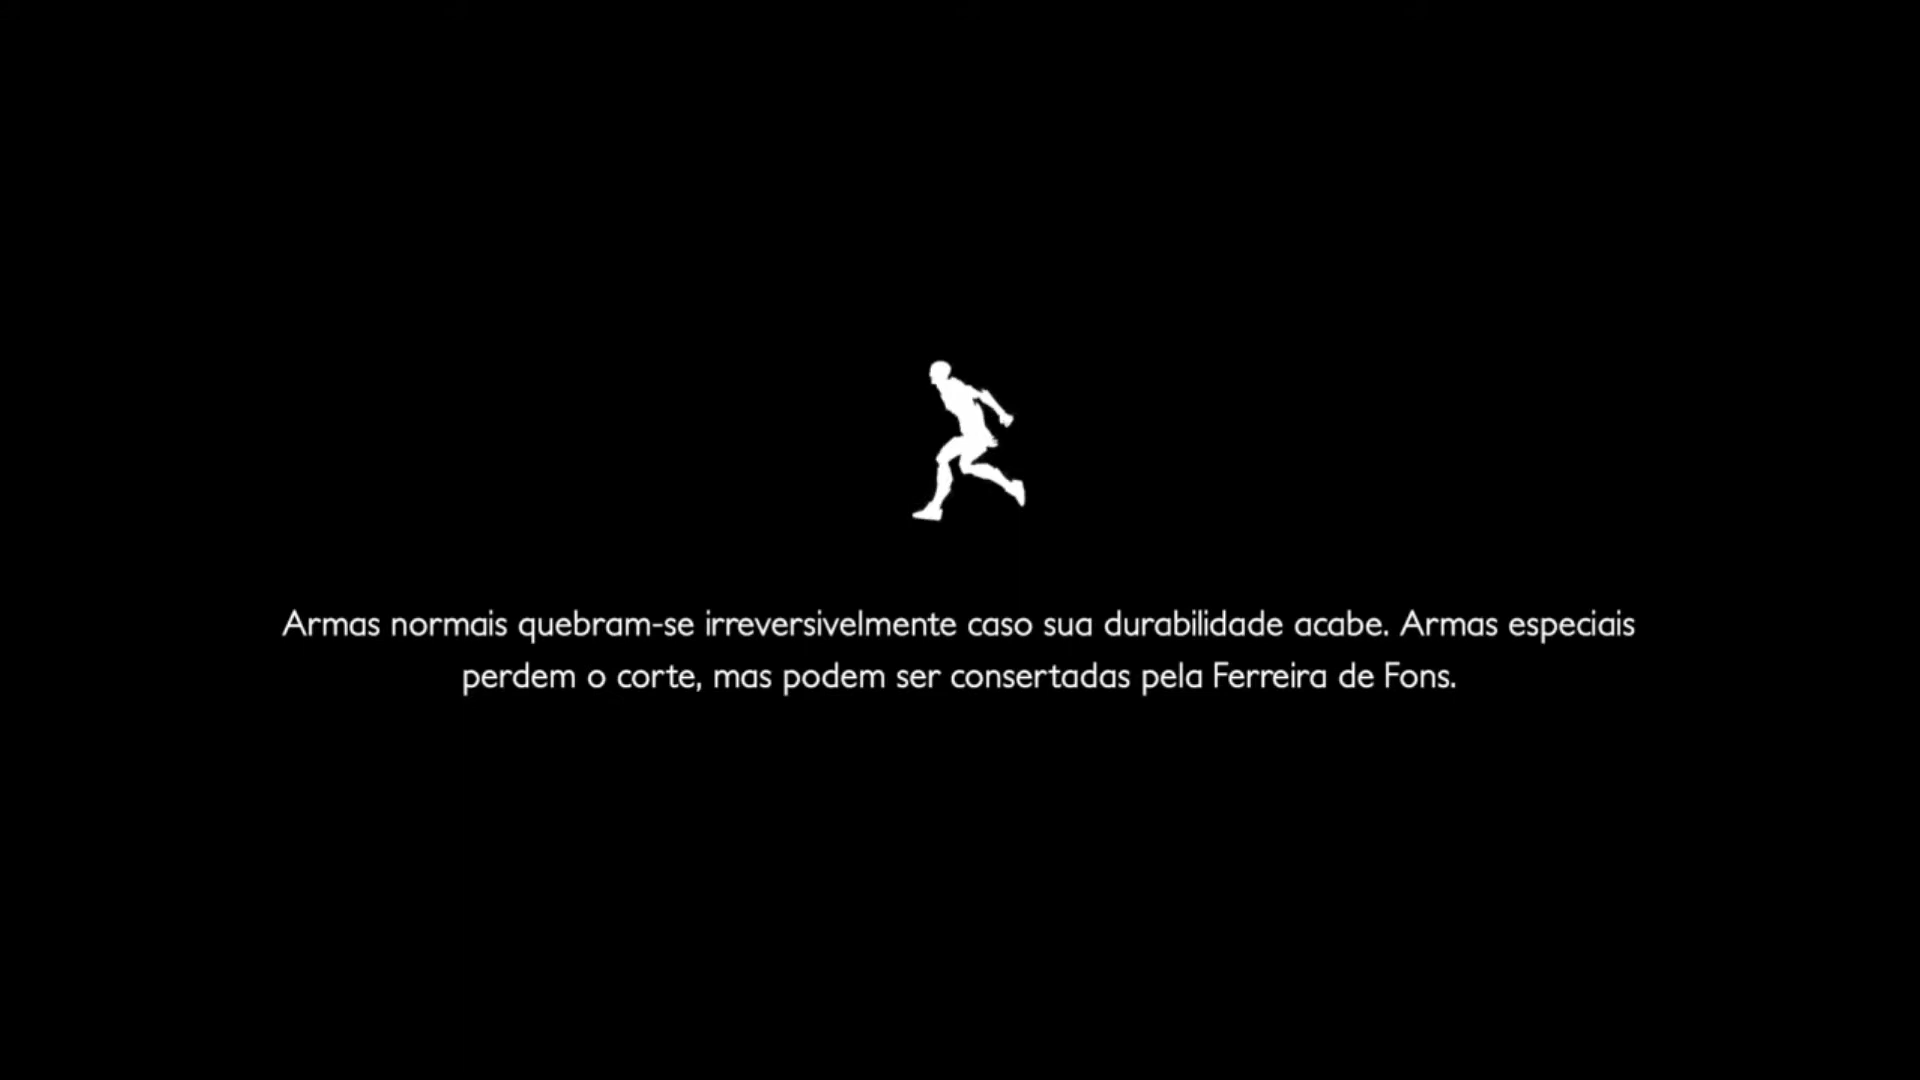 Armas normais quebram-se irreversivelmente caso sua durabilidade acabe. Armas especiais
perdem o corte, mas podem ser consertadas pela Ferreira de Fons.